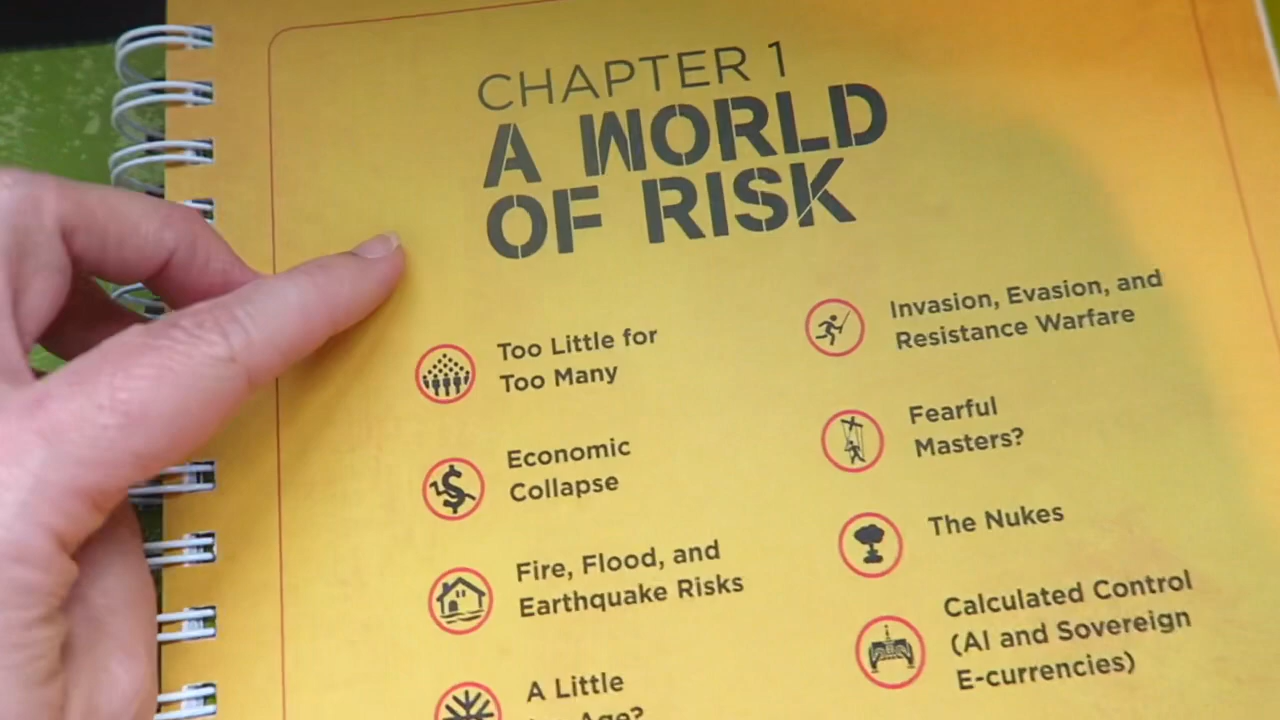 CHAPTER 1
A WORLD
OF RISK
Too Little for
Too Many
Economic
Collapse
Fire, Flood, and
Earthquake Risks
A Little
Age?
Invasion, Evasion, and
Resistance Warfare
Fearful
Masters?
The Nukes
Calculated Control
(AI and Sovereign
E-currencies)